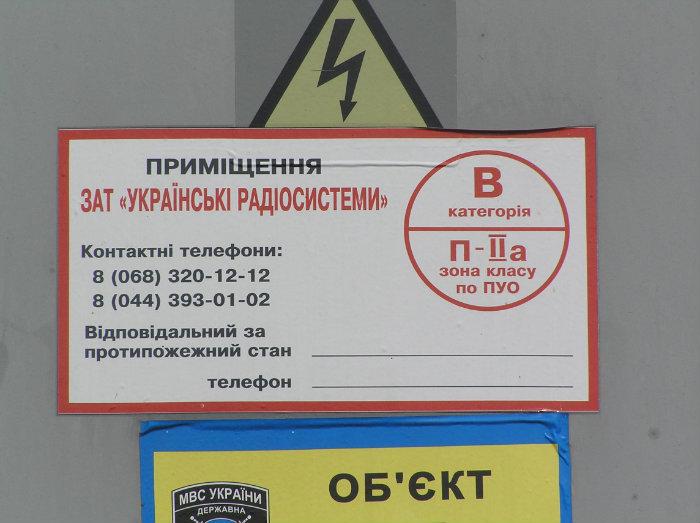 ПРИМІЩЕННЯ
ЗАТ «УКРАЇНСЬКІ РАДІОСИСТЕМИ»
В
категорія
П-IIа
зона класу
по ПУО
Контактні телефони:
8 (068) 320-12-12
8 (044) 393-01-02
Відповідальний за
протипожежний стан
телефон
ОБ'ЄКТ
МВС УКРАЇНИ
ДЕРЖАВНА